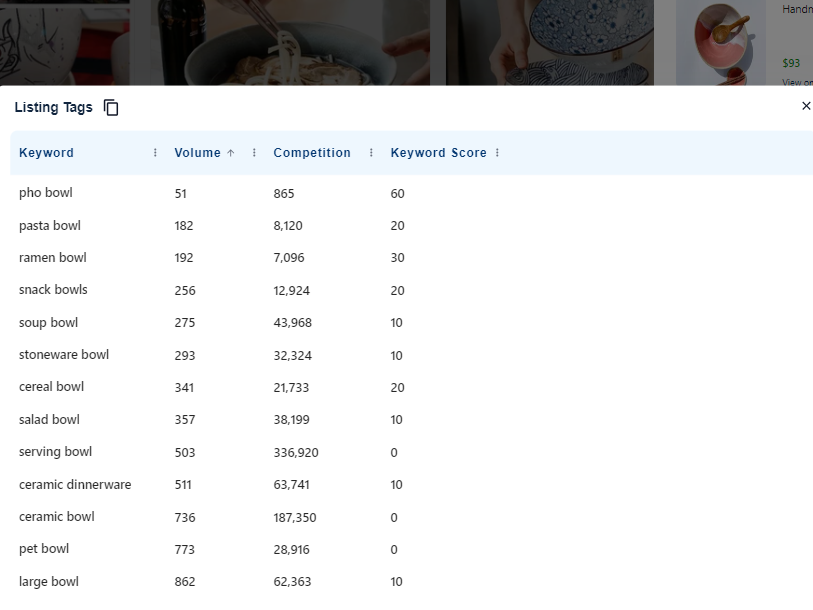 Handm
$93
View on
Listing Tags
Keyword Volume Competition Keyword Score
pho bowl 51 865 60
pasta bowl 182 8,120 20
ramen bowl 192 7,096 30
snack bowls 256 12,924 20
soup bowl 275 43,968 10
stoneware bowl 293 32,324 10
cereal bowl 341 21,733 20
salad bowl 357 38,199 10
serving bowl 503 336,920 0
ceramic dinnerware 511 63,741 10
ceramic bowl 736 187,350 0
pet bowl 773 28,916 0
large bowl 862 62,363 10